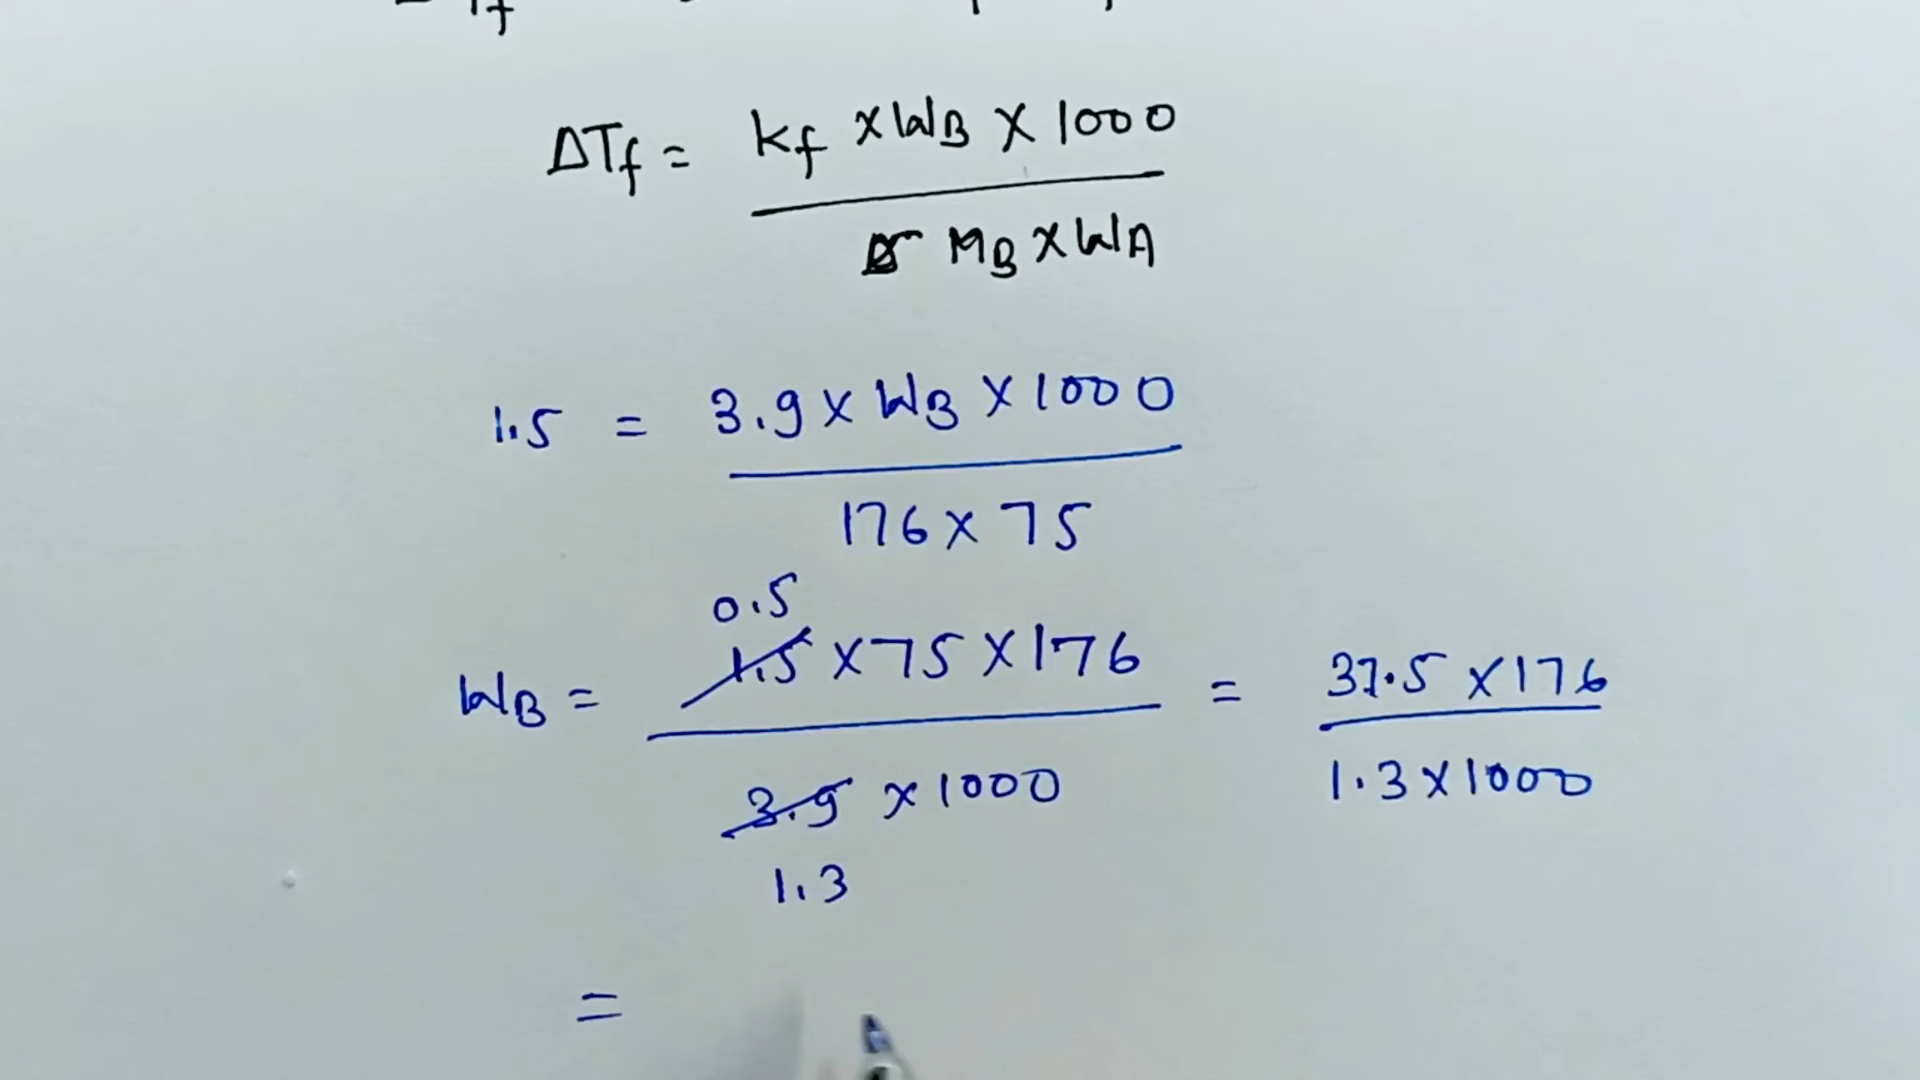 ΔTf = Kf × WB × 1000
MB × WA
1.5 = 3.9 × WB × 1000
176 × 75
0.5
WB = 1.5 × 75 × 176 = 37.5 × 176
3.9 × 1000 1.3 × 1000
1.3
=